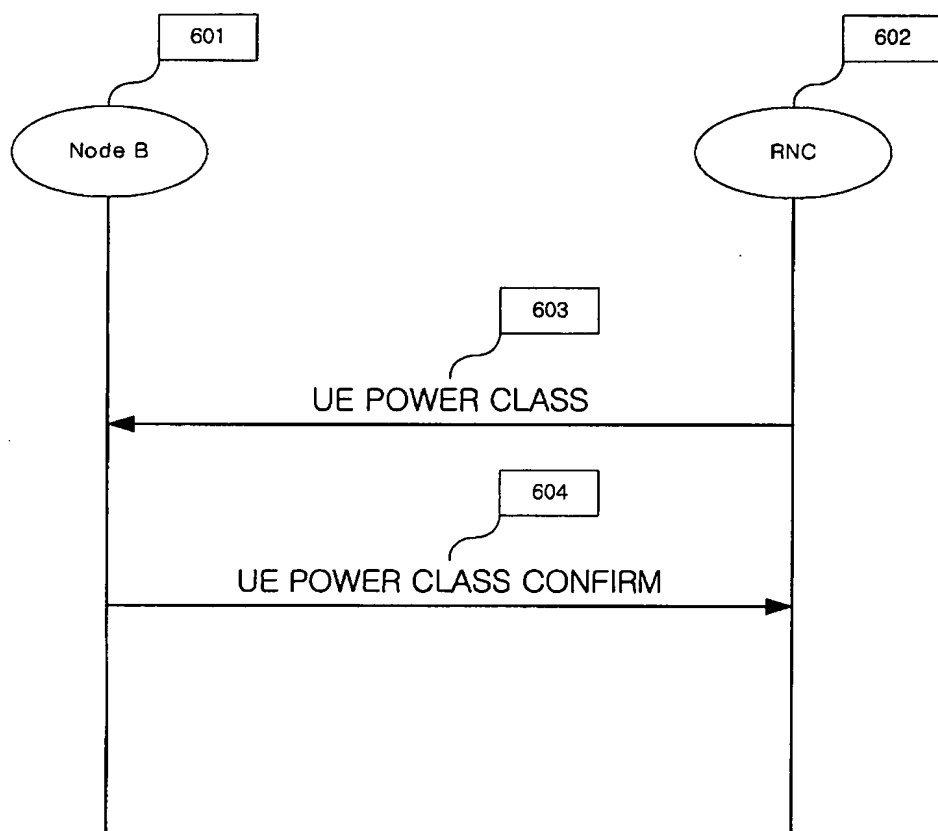 601
602
Node B
RNC
603
UE POWER CLASS
604
UE POWER CLASS CONFIRM